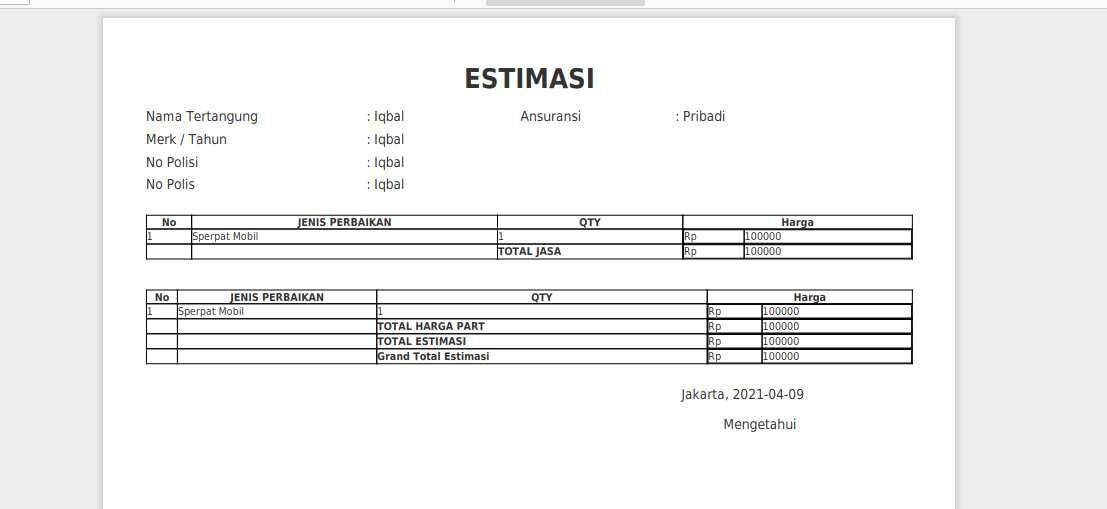 ESTIMASI
Nama Tertangung : Iqbal Ansuransi : Pribadi
Merk / Tahun : Iqbal
No Polisi : Iqbal
No Polis : Iqbal
No JENIS PERBAIKAN QTY Harga
1 Sperpat Mobil 1 Rp 100000
TOTAL JASA Rp 100000
No JENIS PERBAIKAN QTY Harga
1 Sperpat Mobil 1 Rp 100000
TOTAL HARGA PART Rp 100000
TOTAL ESTIMASI Rp 100000
Grand Total Estimasi Rp 100000
Jakarta, 2021-04-09
Mengetahui